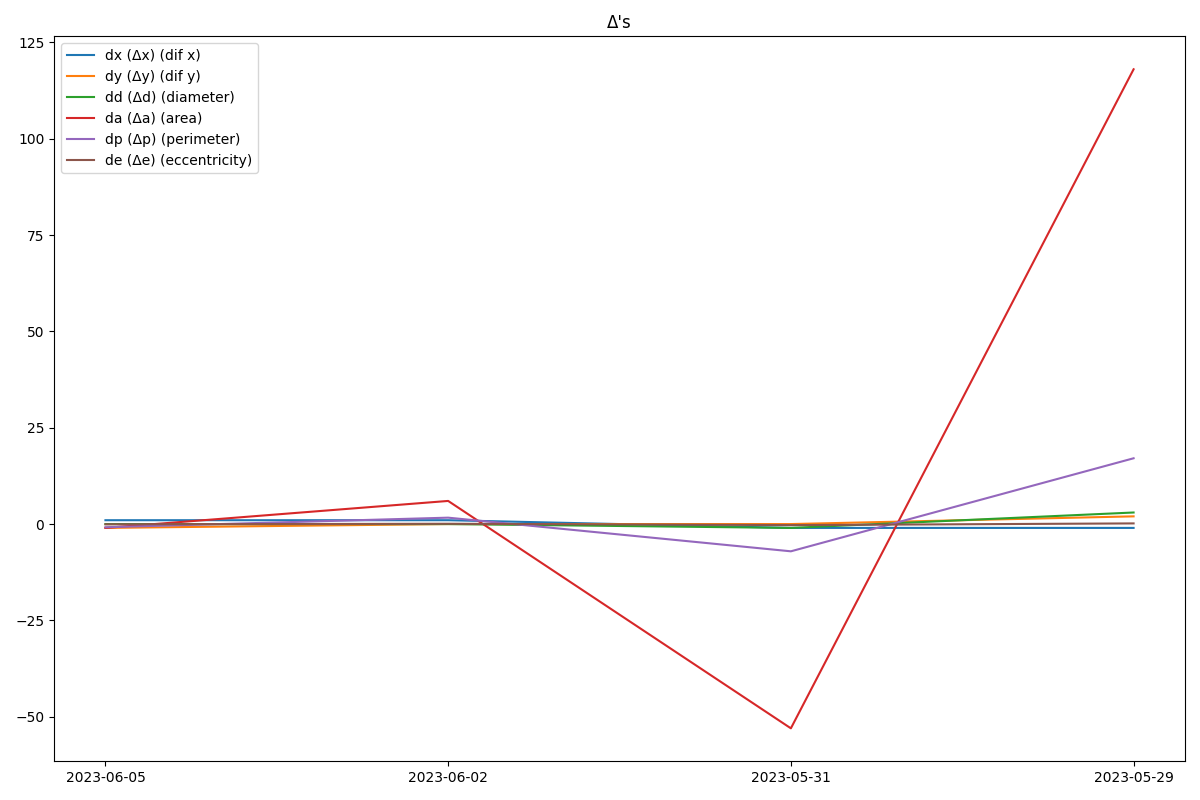 Δ's
125
100
75
50
25
0
−25
−50
dx (Δx) (dif x)
dy (Δy) (dif y)
dd (Δd) (diameter)
da (Δa) (area)
dp (Δp) (perimeter)
de (Δe) (eccentricity)
2023-06-05
2023-06-02
2023-05-31
2023-05-29